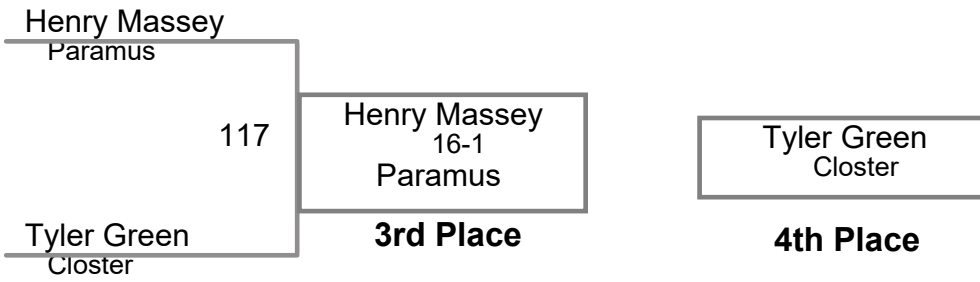 Henry Massey
Paramus
117
Tyler Green
Closter
Henry Massey
16-1
Paramus
3rd Place
Tyler Green
Closter
4th Place